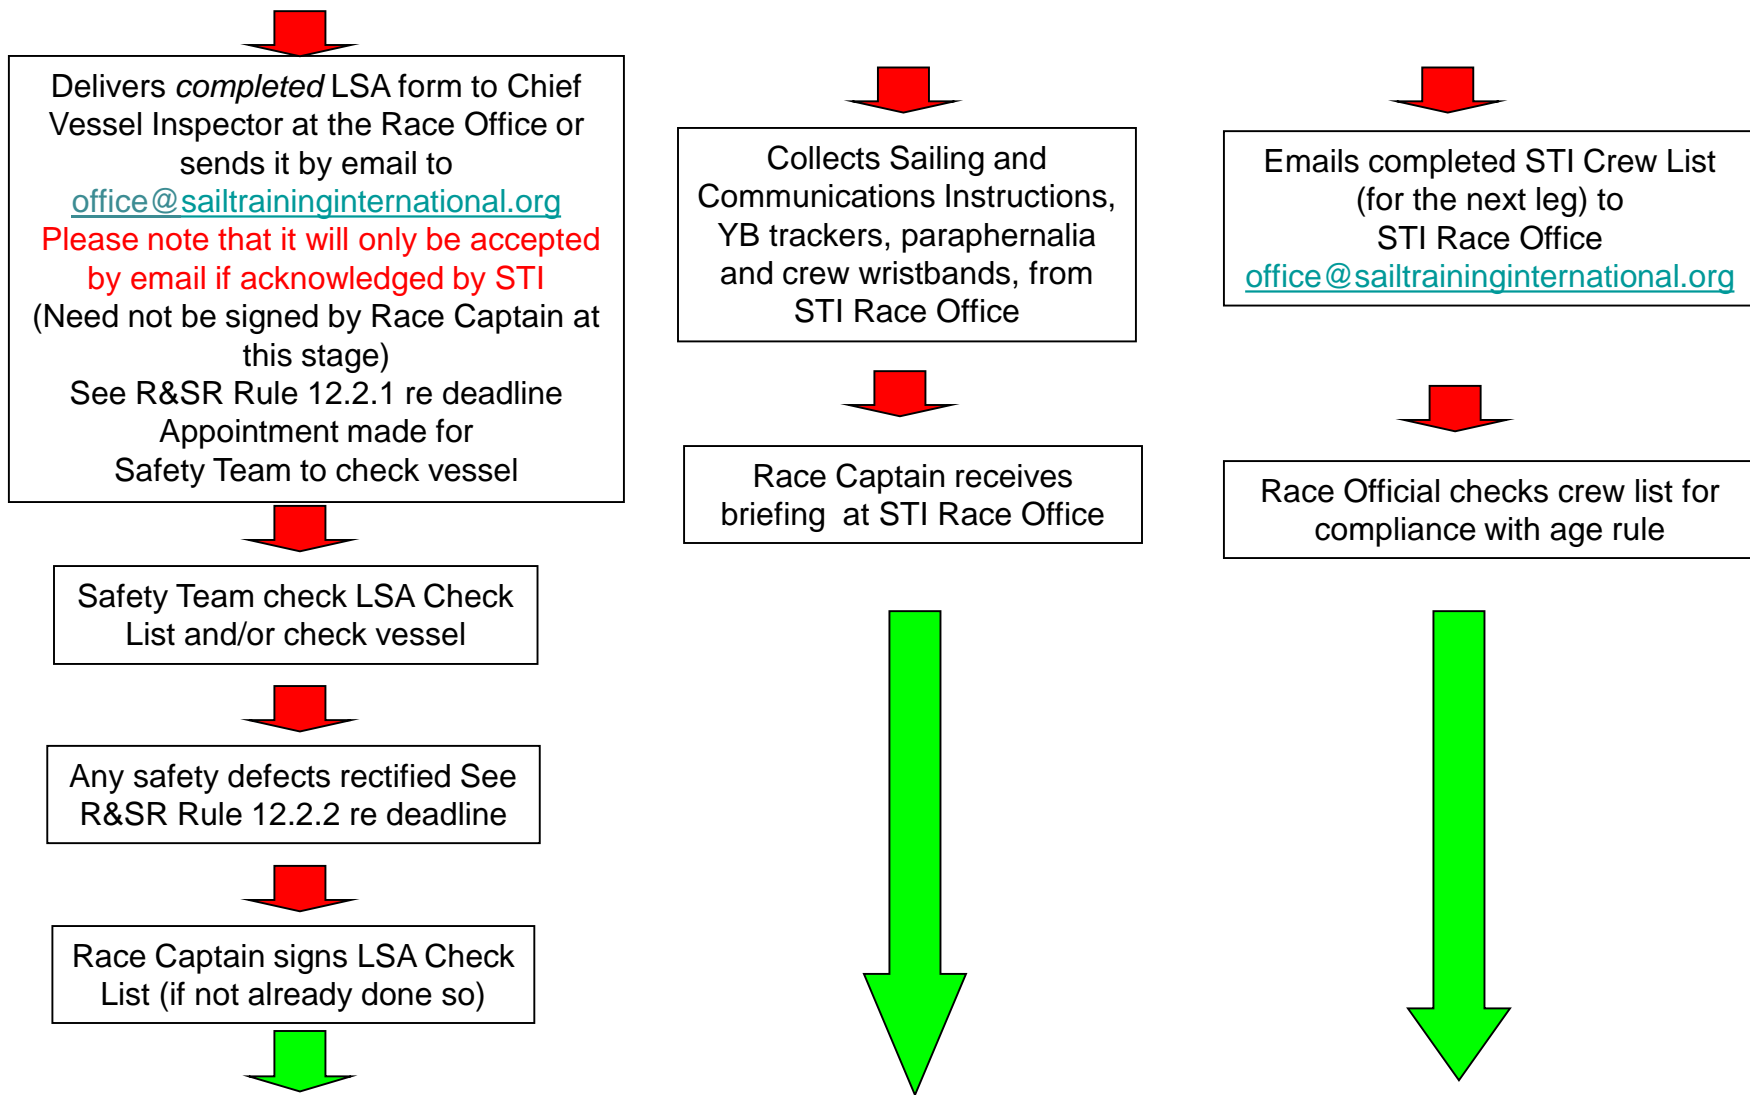 Delivers completed LSA form to Chief
Vessel Inspector at the Race Office or
sends it by email to
office@sailtraininginternational.org
Please note that it will only be accepted
by email if acknowledged by STI
(Need not be signed by Race Captain at
this stage)
See R&SR Rule 12.2.1 re deadline
Appointment made for
Safety Team to check vessel
Safety Team check LSA Check
List and/or check vessel
Any safety defects rectified See
R&SR Rule 12.2.2 re deadline
Race Captain signs LSA Check
List (if not already done so)
Collects Sailing and
Communications Instructions,
YB trackers, paraphernalia
and crew wristbands, from
STI Race Office
Race Captain receives
briefing at STI Race Office
Emails completed STI Crew List
(for the next leg) to
STI Race Office
office@sailtraininginternational.org
Race Official checks crew list for
compliance with age rule